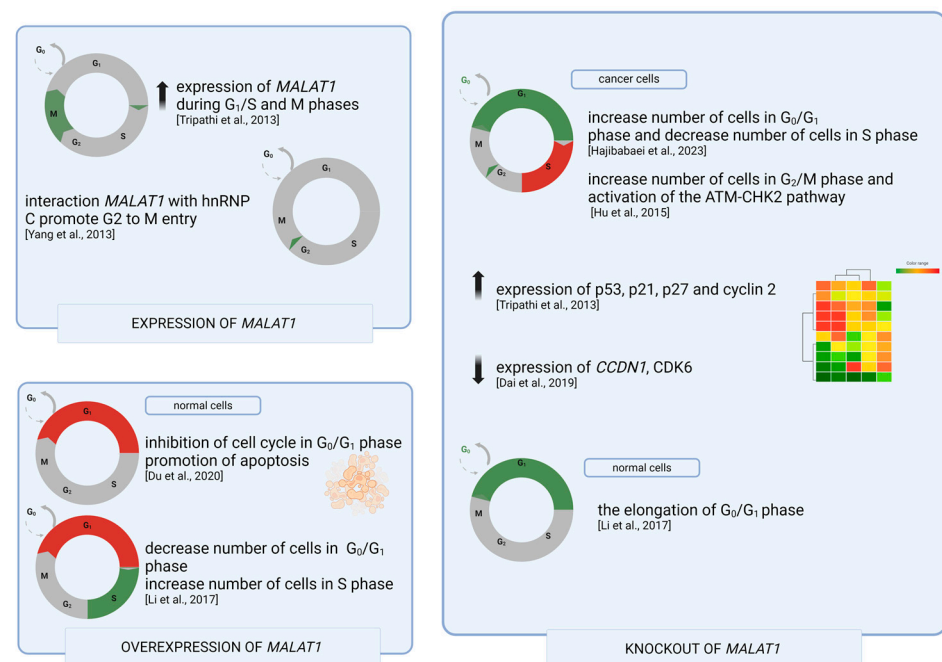 G₀
G₁
M
S
G₂
expression of MALAT1
during G₁/S and M phases
[Tripathi et al., 2013]
G₀
G₁
M
S
G₂
interaction MALAT1 with hnRNP
C promote G2 to M entry
[Yang et al., 2013]
EXPRESSION OF MALAT1
G₀
G₁
M
S
G₂
normal cells
inhibition of cell cycle in G₀/G₁ phase
promotion of apoptosis
[Du et al., 2020]
G₀
G₁
M
S
G₂
decrease number of cells in G₀/G₁
phase
increase number of cells in S phase
[Li et al., 2017]
OVEREXPRESSION OF MALAT1
G₀
G₁
M
S
G₂
cancer cells
increase number of cells in G₀/G₁
phase and decrease number of cells in S phase
[Hajibabaei et al., 2023]
increase number of cells in G₂/M phase and
activation of the ATM-CHK2 pathway
[Hu et al., 2015]
expression of p53, p21, p27 and cyclin 2
[Tripathi et al., 2013]
Color range
expression of CCDN1, CDK6
[Dai et al., 2019]
G₀
G₁
M
S
G₂
normal cells
the elongation of G₀/G₁ phase
[Li et al., 2017]
KNOCKOUT OF MALAT1